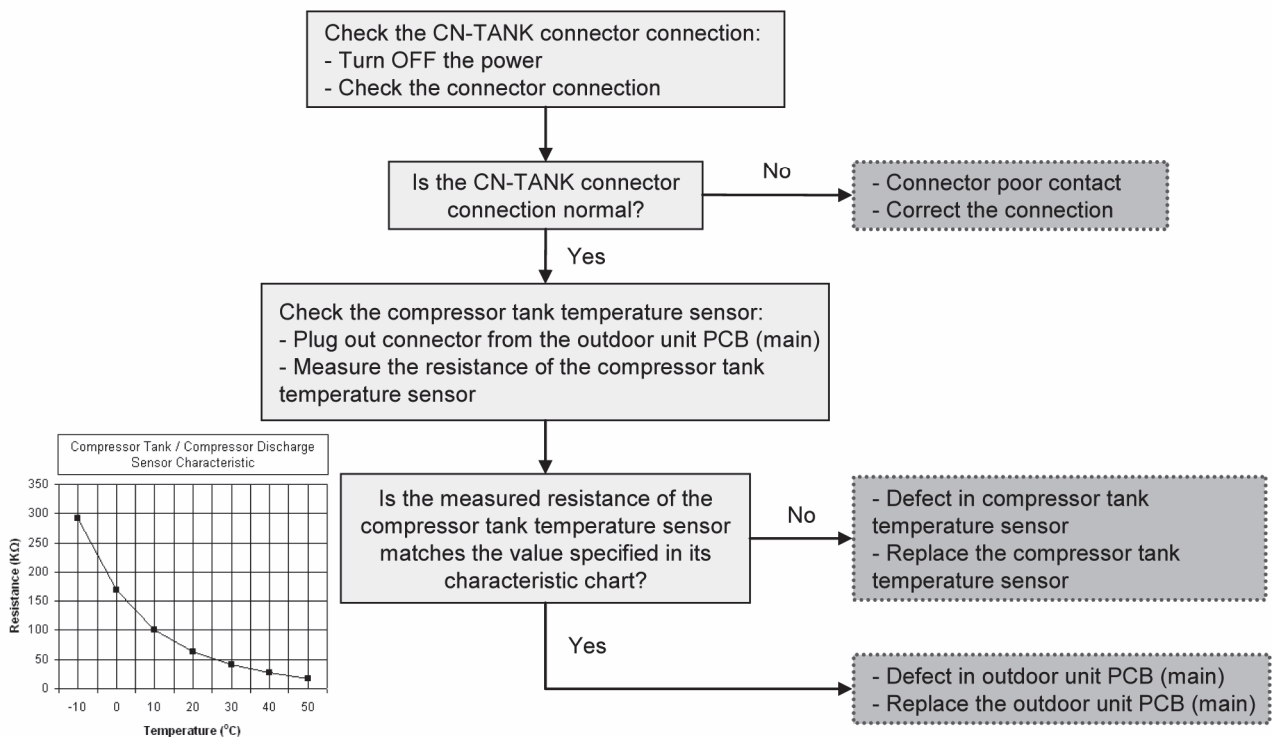 Check the CN-TANK connector connection:
- Turn OFF the power
- Check the connector connection
Is the CN-TANK connector
connection normal?
No
- Connector poor contact
- Correct the connection
Yes
Check the compressor tank temperature sensor:
- Plug out connector from the outdoor unit PCB (main)
- Measure the resistance of the compressor tank
temperature sensor
Compressor Tank / Compressor Discharge
Sensor Characteristic
350
300
250
200
150
100
50
0
Resistance (KΩ)
-10 0 10 20 30 40 50
Temperature (°C)
Is the measured resistance of the
compressor tank temperature sensor
matches the value specified in its
characteristic chart?
No
- Defect in compressor tank
temperature sensor
- Replace the compressor tank
temperature sensor
Yes
- Defect in outdoor unit PCB (main)
- Replace the outdoor unit PCB (main)